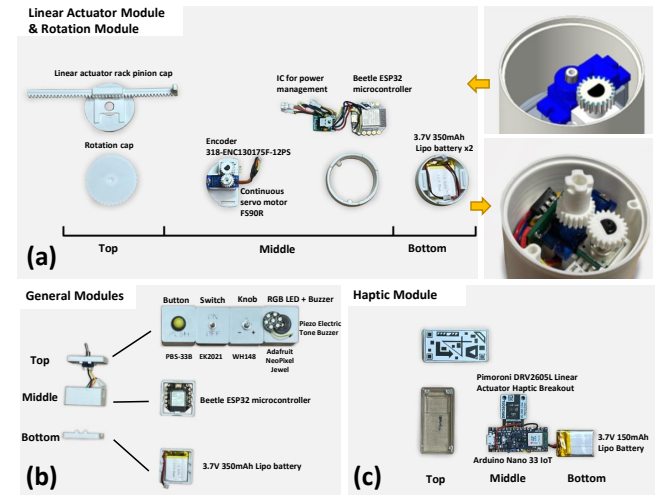 Linear Actuator Module
& Rotation Module
Linear actuator rack pinion cap
IC for power
management
Beetle ESP32
microcontroller
Rotation cap
Encoder
318-ENC130175F-12PS
3.7V 350mAh
Lipo battery x2
Continuous
servo motor
FS90R
(a)
Top
Middle
Bottom
General Modules
Button
Switch
Knob
RGB LED + Buzzer
Piezo Electric
Tone Buzzer
PBS-33B
EK2021
WH148
Adafruit
NeoPixel
Jewel
Top
Middle
Beetle ESP32 microcontroller
Bottom
3.7V 350mAh Lipo battery
(b)
Haptic Module
Pimoroni DRV2605L Linear
Actuator Haptic Breakout
3.7V 150mAh
Lipo Battery
Arduino Nano 33 IoT
Top
Middle
Bottom
(c)